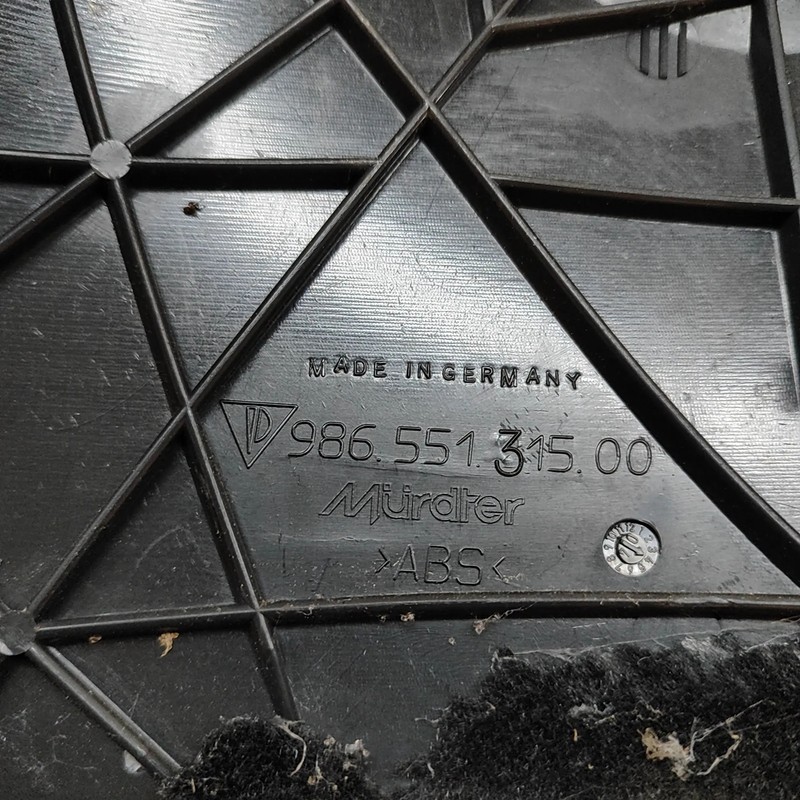 MADE IN GERMANY
D 986.551.315.00
Mürdter
>ABS<